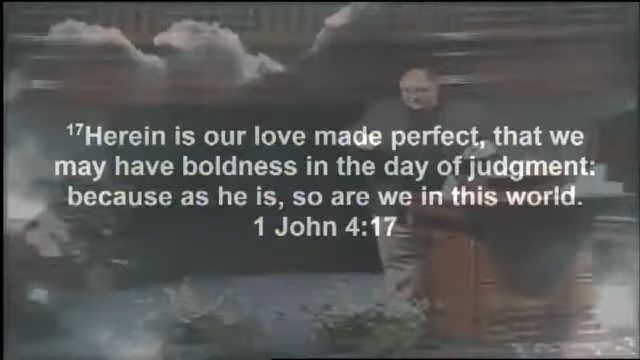 ¹⁷Herein is our love made perfect, that we
may have boldness in the day of judgment:
because as he is, so are we in this world.
1 John 4:17